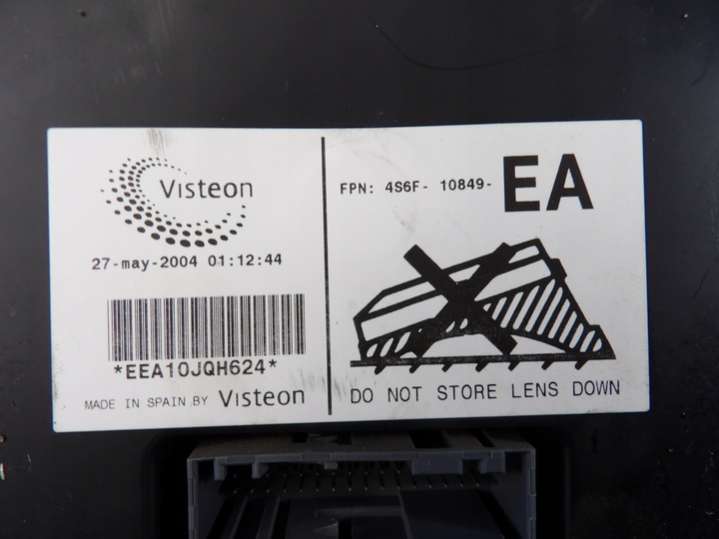 Visteon
27-may-2004 01:12:44
*EEA10JQH624*
MADE IN SPAIN BY Visteon
FPN: 4S6F- 10849- EA
DO NOT STORE LENS DOWN